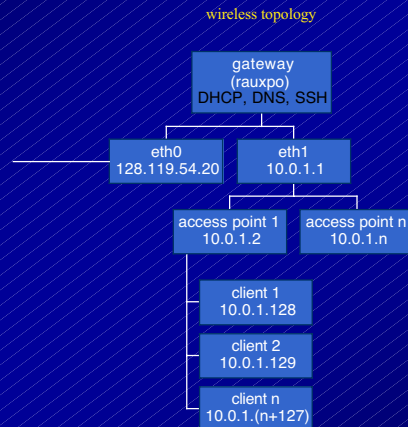 wireless topology
gateway
(rauxpo)
DHCP, DNS, SSH
eth0
128.119.54.20
eth1
10.0.1.1
access point 1
10.0.1.2
access point n
10.0.1.n
client 1
10.0.1.128
client 2
10.0.1.129
client n
10.0.1.(n+127)